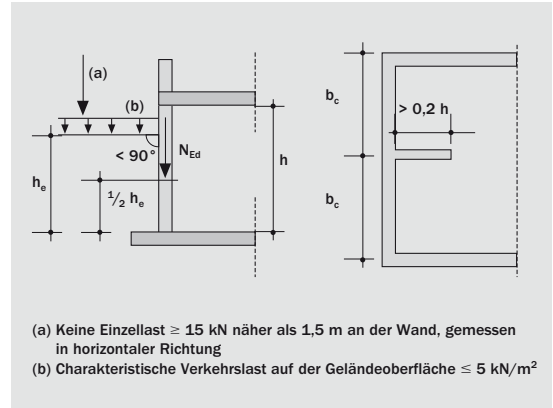 (a)
(b)
b_c
> 0,2 h
< 90°
N_Ed
h_e
h
½ h_e
b_c
(a) Keine Einzellast ≥ 15 kN näher als 1,5 m an der Wand, gemessen
in horizontaler Richtung
(b) Charakteristische Verkehrslast auf der Geländeoberfläche ≤ 5 kN/m²